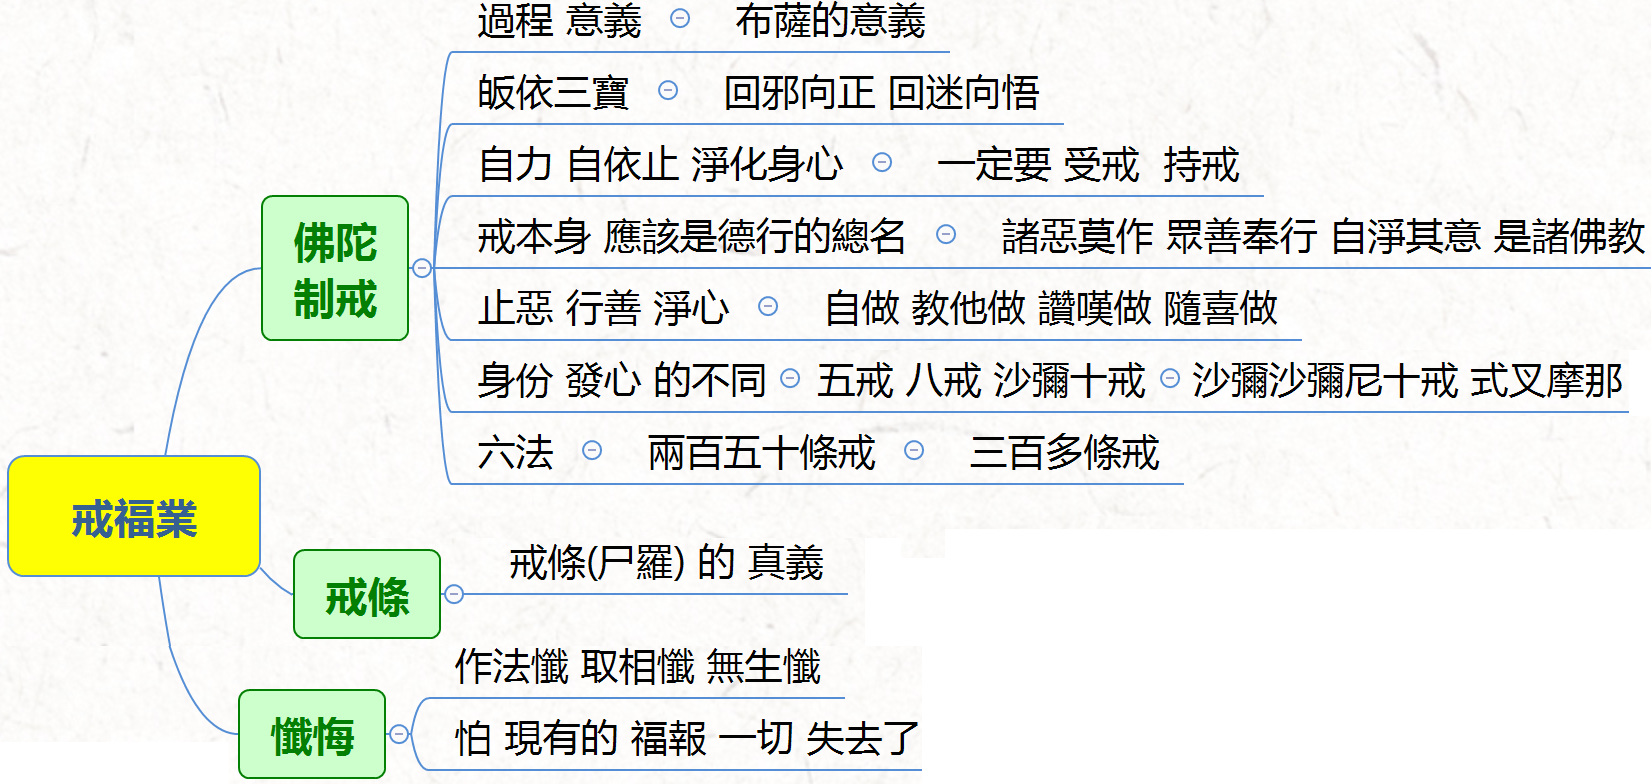 過程 意義 布薩的意義
皈依三寶 回邪向正 回迷向悟
自力 自依止 淨化身心 一定要 受戒 持戒
戒本身 應該是德行的總名 諸惡莫作 眾善奉行 自淨其意 是諸佛教
止惡 行善 淨心 自做 教他做 讚嘆做 隨喜做
身份 發心 的不同 五戒 八戒 沙彌十戒 沙彌沙彌尼十戒 式叉摩那
六法 兩百五十條戒 三百多條戒
佛陀
制戒
戒福業
戒條(尸羅) 的 真義
戒條
作法懺 取相懺 無生懺
怕 現有的 福報 一切 失去了
懺悔